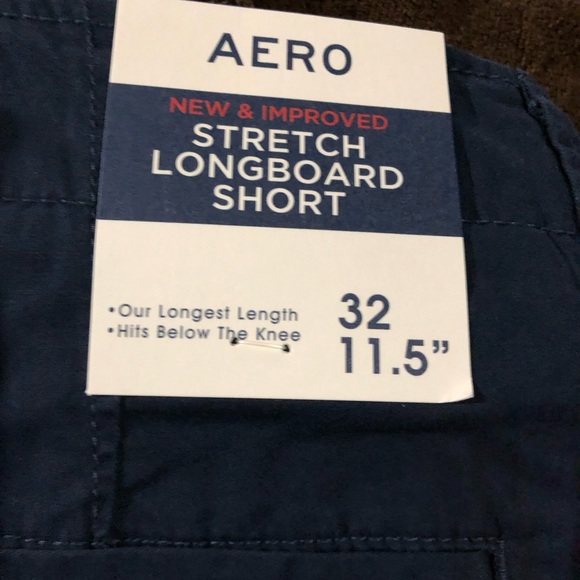 AERO
NEW & IMPROVED
STRETCH
LONGBOARD
SHORT
•Our Longest Length
•Hits Below The Knee
32
11.5”